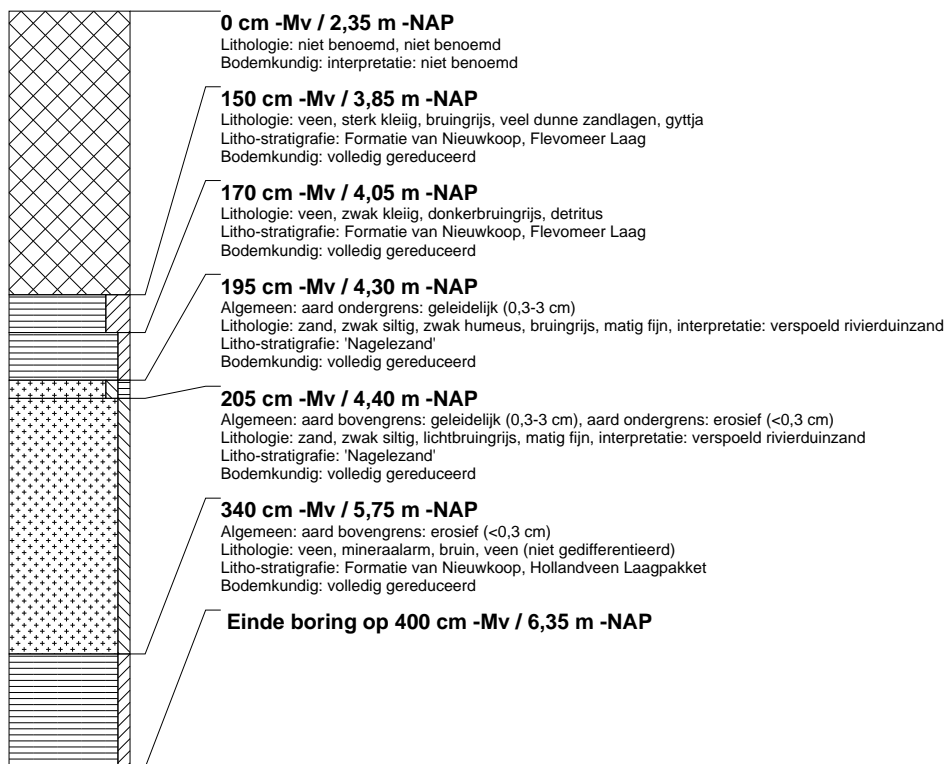 0 cm -Mv / 2,35 m -NAP
Lithologie: niet benoemd, niet benoemd
Bodemkundig: interpretatie: niet benoemd
150 cm -Mv / 3,85 m -NAP
Lithologie: veen, sterk kleiig, bruingrijs, veel dunne zandlagen, gyttja
Litho-stratigrafie: Formatie van Nieuwkoop, Flevomeer Laag
Bodemkundig: volledig gereduceerd
170 cm -Mv / 4,05 m -NAP
Lithologie: veen, zwak kleiig, donkerbruingrijs, detritus
Litho-stratigrafie: Formatie van Nieuwkoop, Flevomeer Laag
Bodemkundig: volledig gereduceerd
195 cm -Mv / 4,30 m -NAP
Algemeen: aard ondergrens: geleidelijk (0,3-3 cm)
Lithologie: zand, zwak siltig, zwak humeus, bruingrijs, matig fijn, interpretatie: verspoeld rivierduinzand
Litho-stratigrafie: 'Nagelezand'
Bodemkundig: volledig gereduceerd
205 cm -Mv / 4,40 m -NAP
Algemeen: aard bovengrens: geleidelijk (0,3-3 cm), aard ondergrens: erosief (<0,3 cm)
Lithologie: zand, zwak siltig, lichtbruingrijs, matig fijn, interpretatie: verspoeld rivierduinzand
Litho-stratigrafie: 'Nagelezand'
Bodemkundig: volledig gereduceerd
340 cm -Mv / 5,75 m -NAP
Algemeen: aard bovengrens: erosief (<0,3 cm)
Lithologie: veen, mineraalarm, bruin, veen (niet gedifferentieerd)
Litho-stratigrafie: Formatie van Nieuwkoop, Hollandveen Laagpakket
Bodemkundig: volledig gereduceerd
Einde boring op 400 cm -Mv / 6,35 m -NAP